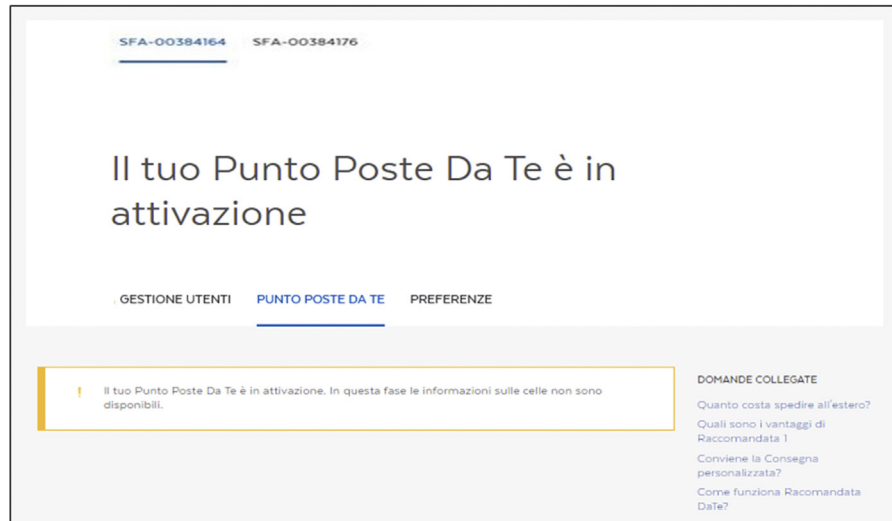 SFA-00384164 SFA-00384176
Il tuo Punto Poste Da Te è in
attivazione
GESTIONE UTENTI PUNTO POSTE DA TE PREFERENZE
! Il tuo Punto Poste Da Te è in attivazione. In questa fase le informazioni sulle celle non sono
disponibili.
DOMANDE COLLEGATE
Quanto costa spedire all'estero?
Quali sono i vantaggi di
Raccomandata 1
Conviene la Consegna
personalizzata?
Come funziona Racomandata
DaTe?